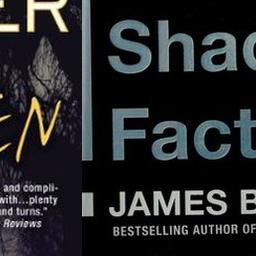 ER
EN
and compli-
with...plenty
and turns."
Reviews
Shad
Fact
JAMES B
BESTSELLING AUTHOR OF